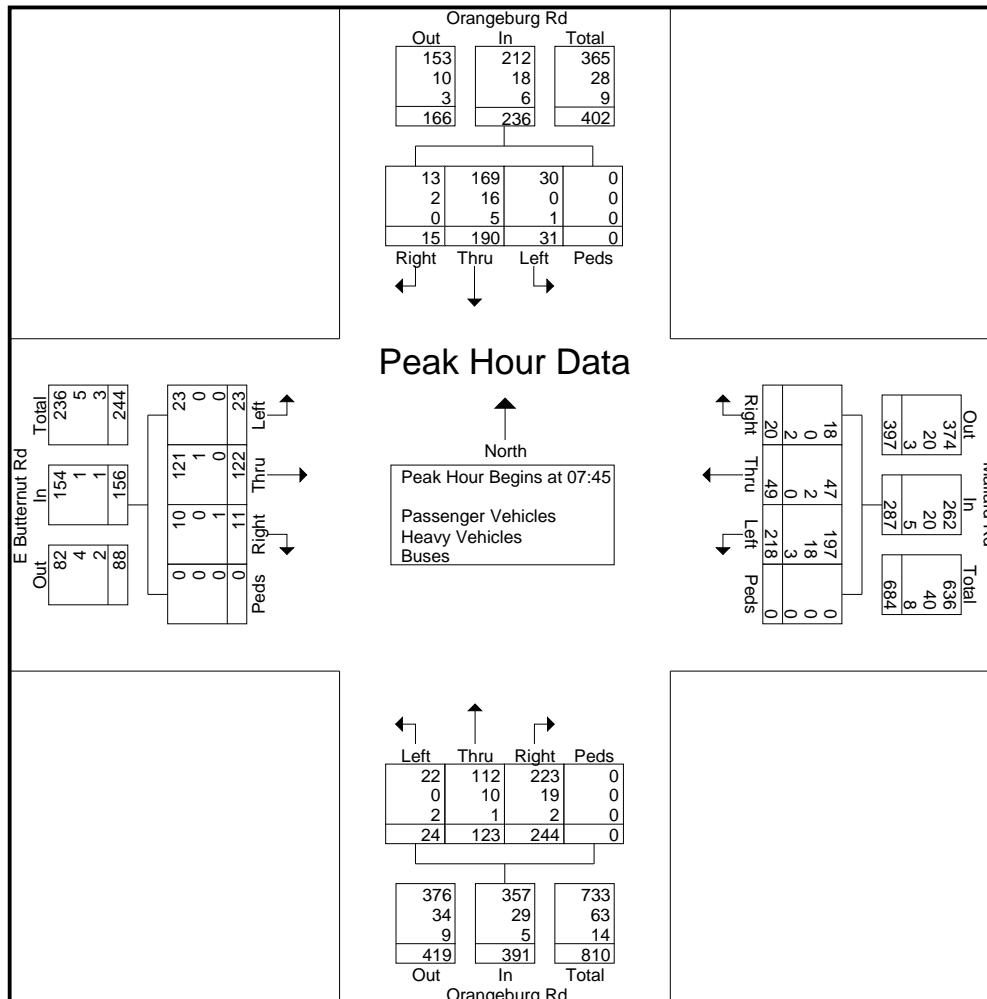 Orangeburg Rd
Out In Total
153 212 365
10 18 28
3 6 9
166 236 402
13 169 30 0
2 16 0 0
0 5 1 0
15 190 31 0
Right Thru Left Peds
Peak Hour Data
North
Peak Hour Begins at 07:45
Passenger Vehicles
Heavy Vehicles
Buses
E Butternut Rd
Out In Total
82 154 236
4 1 5
2 1 3
88 156 244
10 121 23
0 0 1 0
0 1 0 0
0 11 122 23
Peds Right Thru Left
Out In Total
374 262 636
20 20 40
3 5 8
397 287 684
18 47 197 0
0 2 18 0
2 0 3 0
20 49 218 0
Right Thru Left Peds
Left Thru Right Peds
22 112 223 0
0 10 19 0
2 1 2 0
24 123 244 0
376 357 733
34 29 63
9 5 14
419 391 810
Out In Total
Orangeburg Rd